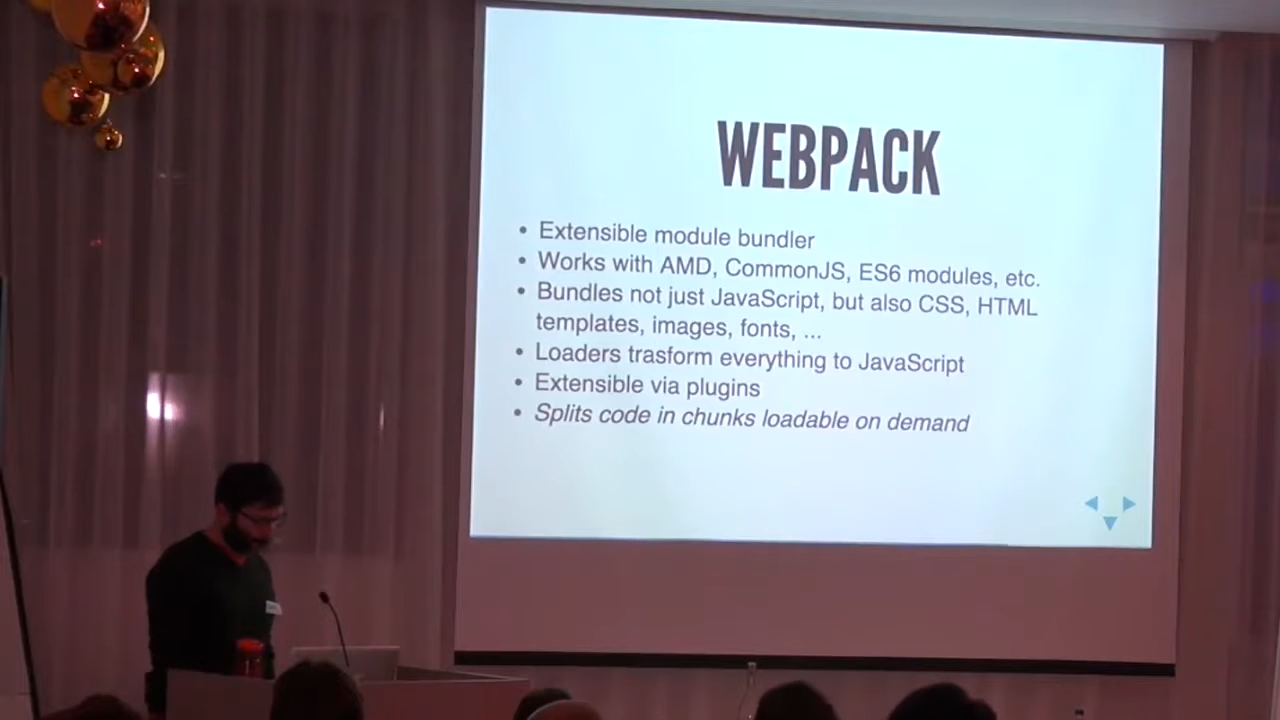 WEBPACK
• Extensible module bundler
• Works with AMD, CommonJS, ES6 modules, etc.
• Bundles not just JavaScript, but also CSS, HTML
templates, images, fonts, ...
• Loaders trasform everything to JavaScript
• Extensible via plugins
• Splits code in chunks loadable on demand